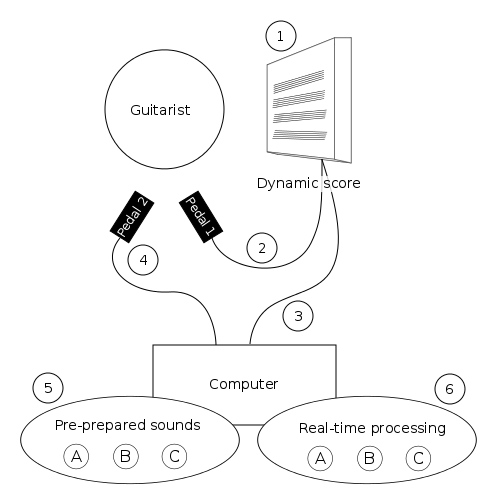 1
Guitarist
Dynamic score
Pedal 2
Pedal 1
2
4
3
Computer
5
6
Pre-prepared sounds
Real-time processing
A B C
A B C